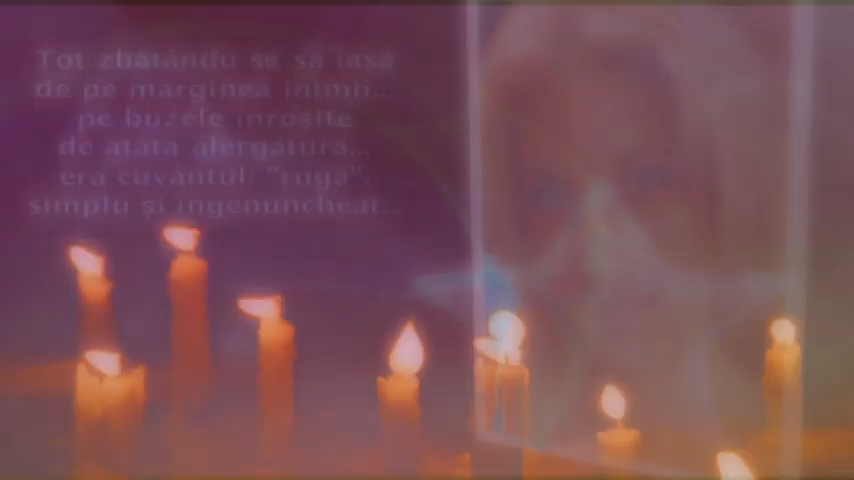 Tot zbătându-se să iasă
de pe marginea inimii...
pe buzele înroșite
de atâta alergătură...
era cuvântul: "ruga",
simplu și îngenuncheat...